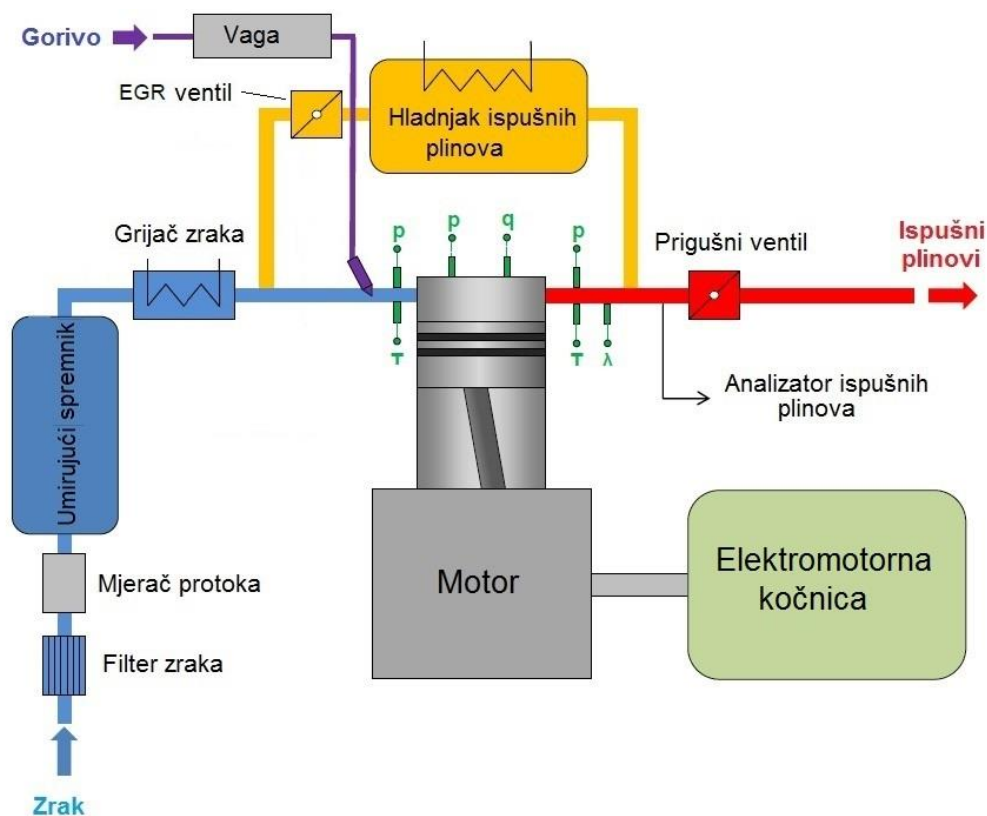 Gorivo
Vaga
EGR ventil
Hladnjak ispušnih
plinova
Grijač zraka
p
p
q
p
Prigušni ventil
Ispušni
plinovi
T
T
λ
Analizator ispušnih
plinova
Umirujući spremnik
Mjerač protoka
Motor
Elektromotorna
kočnica
Filter zraka
Zrak